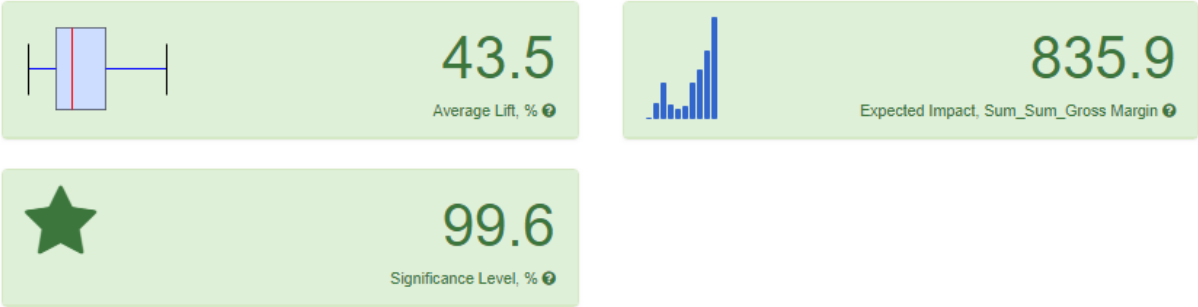 43.5
Average Lift, %
835.9
Expected Impact, Sum_Sum_Gross Margin
99.6
Significance Level, %